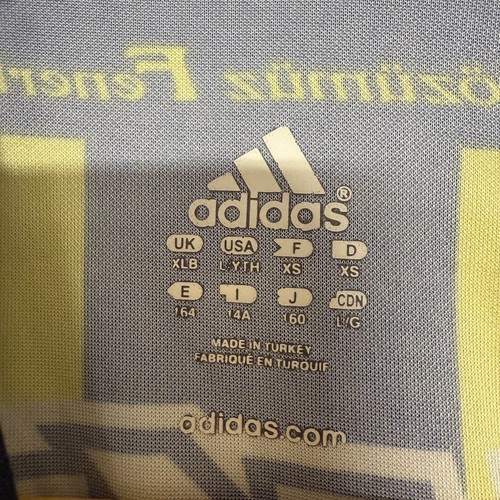 özümüz Fener
adidas®
UK USA F D
XLB L/YTH XS XS
E I J CDN
164 14A 160 L/G
MADE IN TURKEY
FABRIQUÉ EN TURQUIE
adidas.com